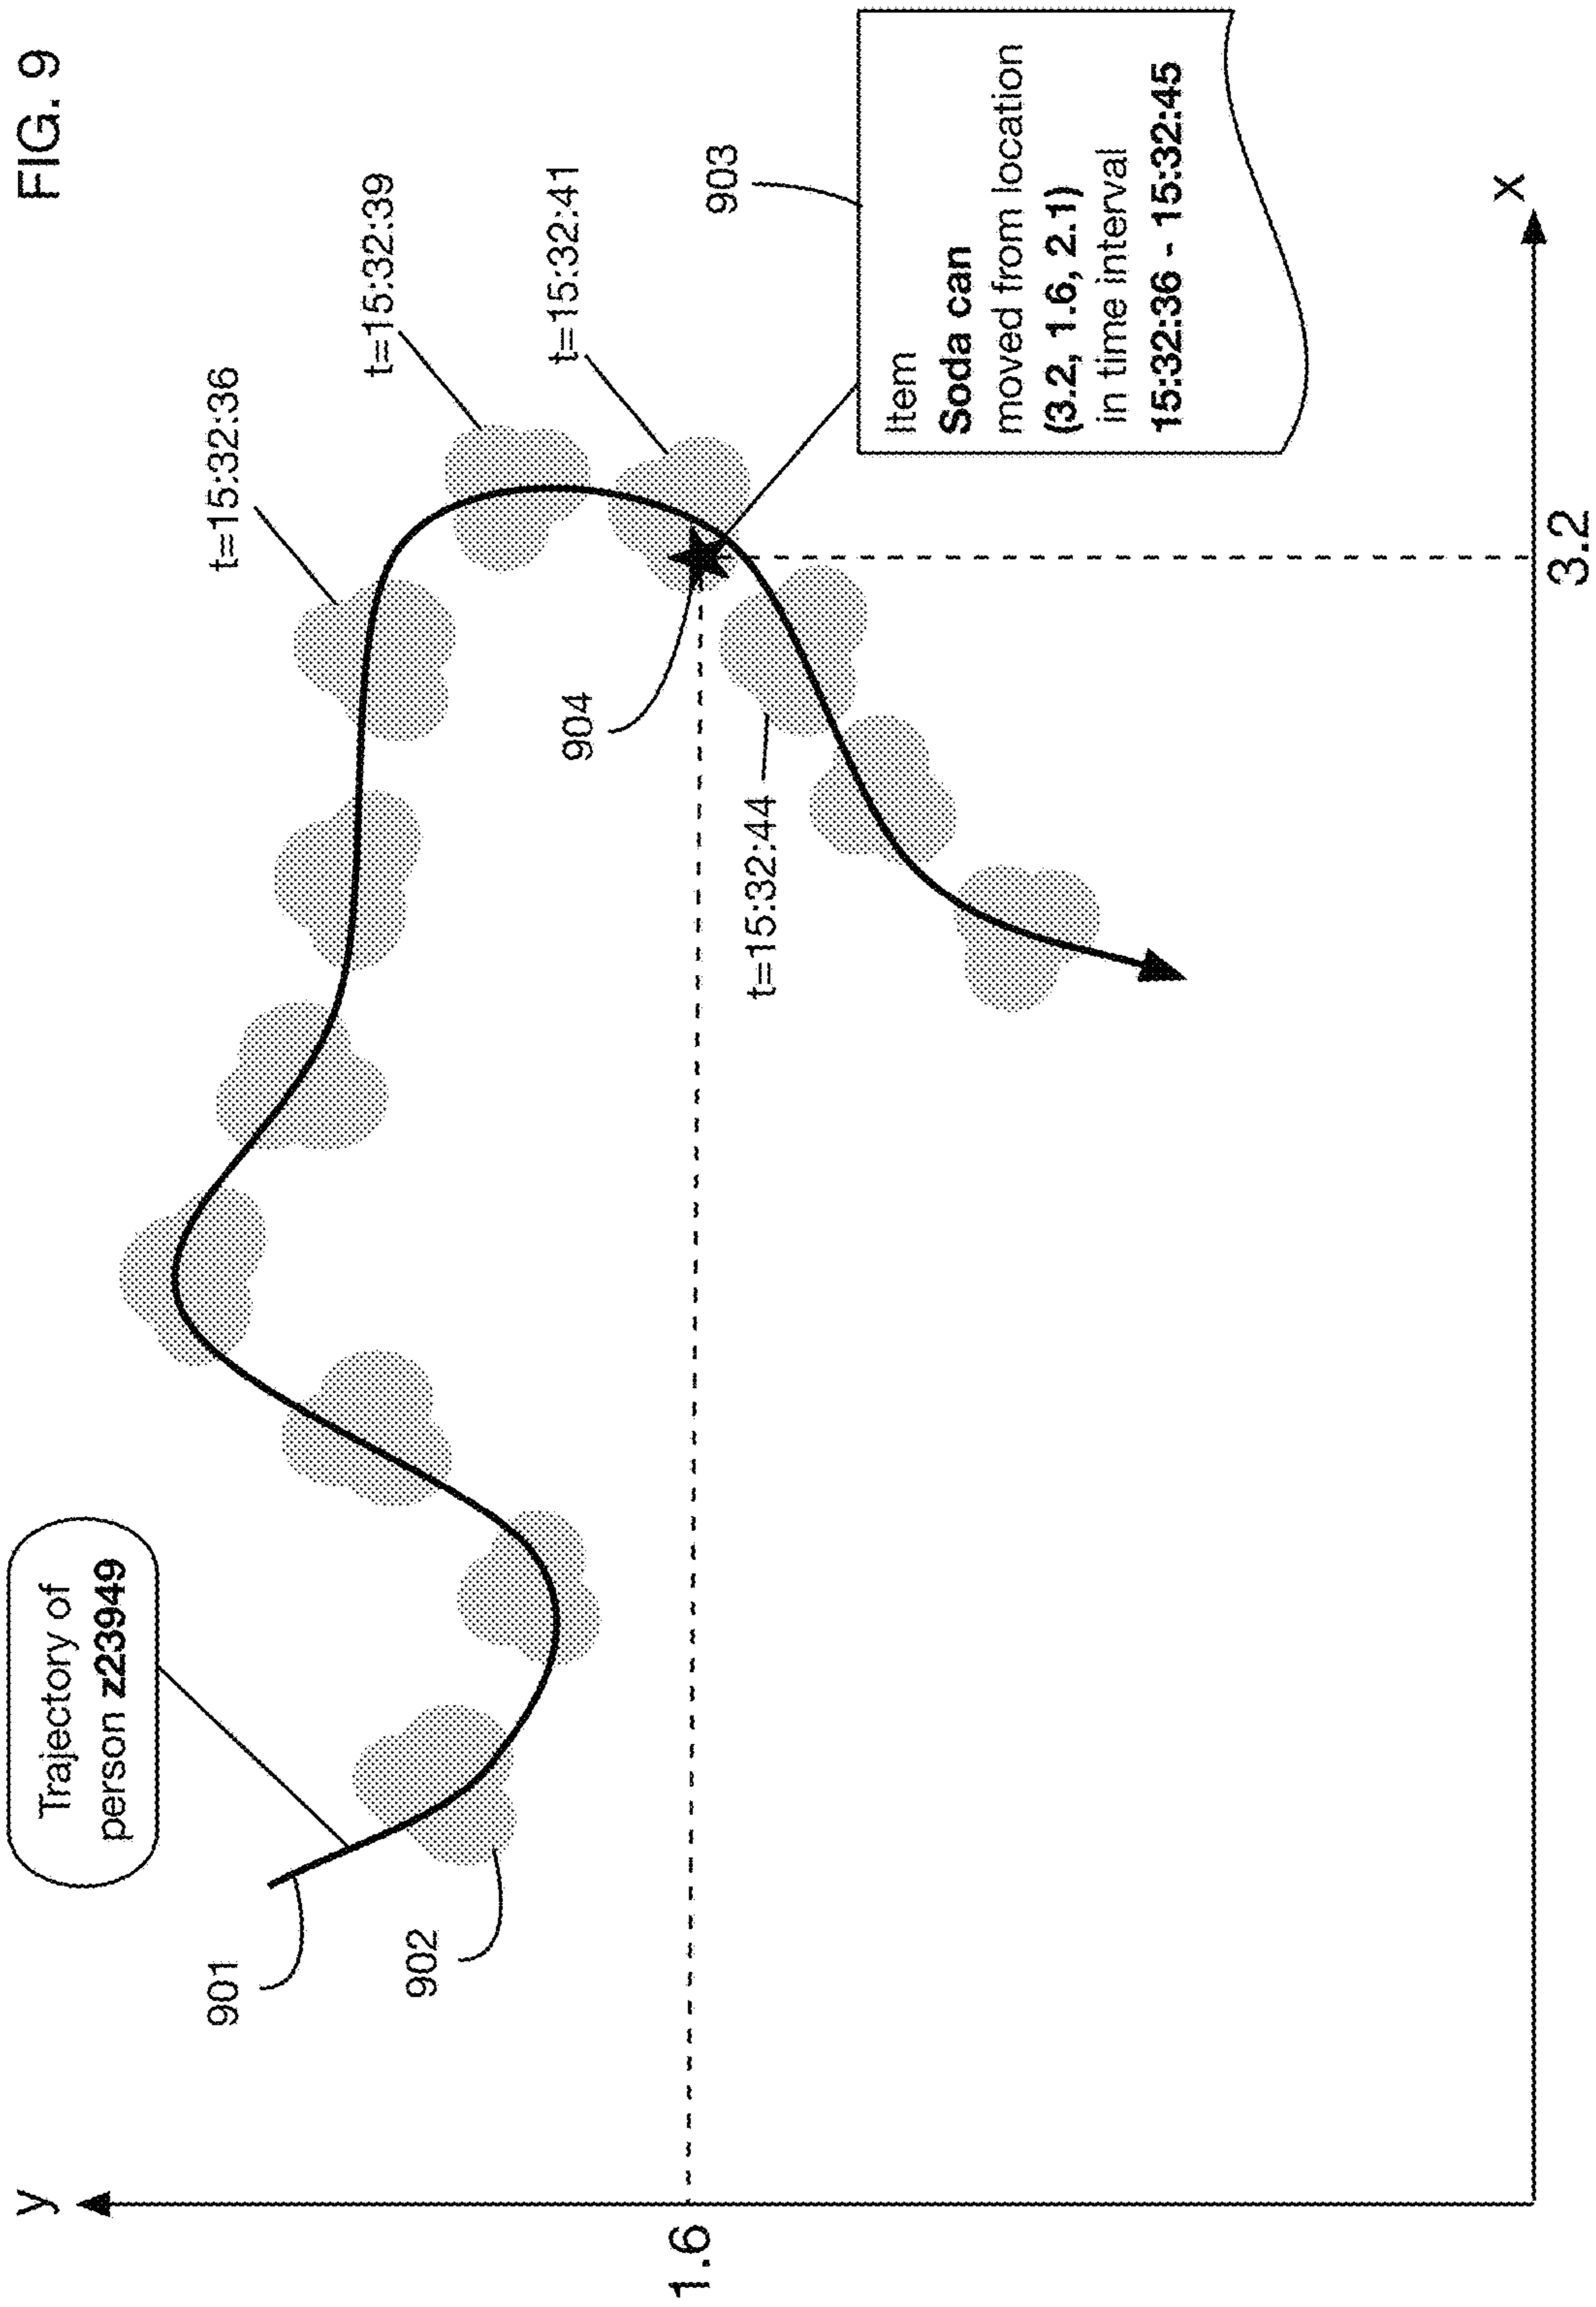 FIG. 9
y
Trajectory of
person z23949
901
902
t=15:32:36
t=15:32:39
t=15:32:41
904
t=15:32:44
903
Item
Soda can
moved from location
(3.2, 1.6, 2.1)
in time interval
15:32:36 - 15:32:45
1.6
x
3.2